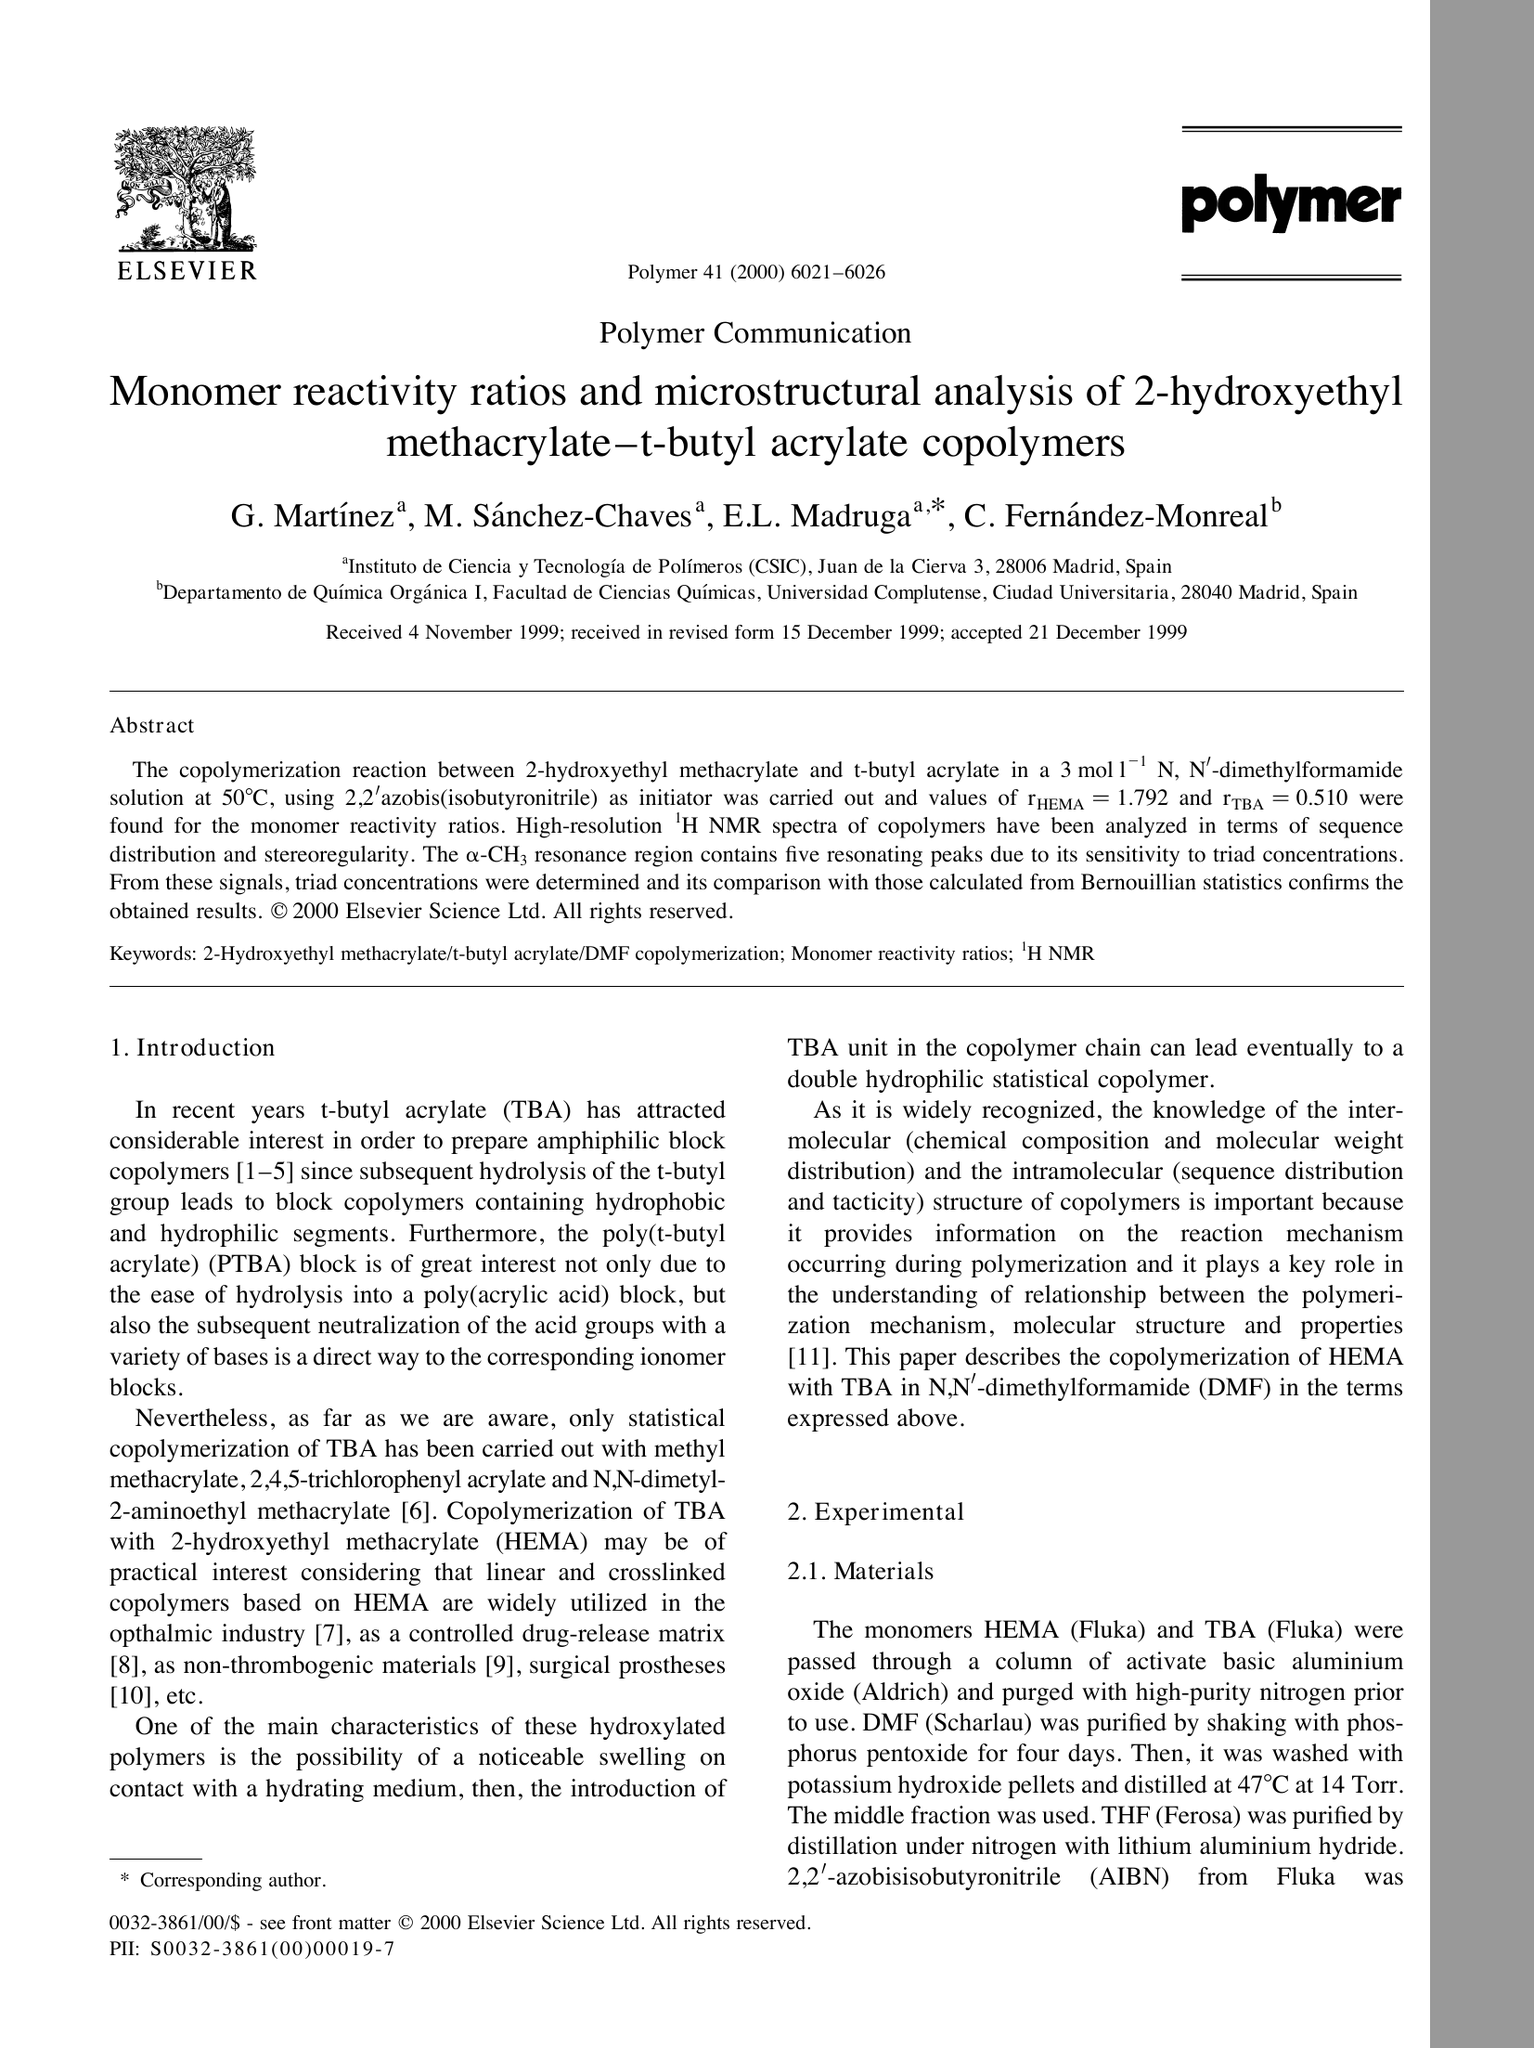 NON SOLUS
ELSEVIER
polymer
Polymer 41 (2000) 6021–6026
Polymer Communication
Monomer reactivity ratios and microstructural analysis of 2-hydroxyethyl
methacrylate–t-butyl acrylate copolymers
G. Martínezᵃ, M. Sánchez-Chavesᵃ, E.L. Madrugaᵃ,*, C. Fernández-Monrealᵇ
ᵃInstituto de Ciencia y Tecnología de Polímeros (CSIC), Juan de la Cierva 3, 28006 Madrid, Spain
ᵇDepartamento de Química Orgánica I, Facultad de Ciencias Químicas, Universidad Complutense, Ciudad Universitaria, 28040 Madrid, Spain
Received 4 November 1999; received in revised form 15 December 1999; accepted 21 December 1999
Abstract
The copolymerization reaction between 2-hydroxyethyl methacrylate and t-butyl acrylate in a 3 mol l⁻¹ N, N′-dimethylformamide
solution at 50°C, using 2,2′azobis(isobutyronitrile) as initiator was carried out and values of r_HEMA = 1.792 and r_TBA = 0.510 were
found for the monomer reactivity ratios. High-resolution ¹H NMR spectra of copolymers have been analyzed in terms of sequence
distribution and stereoregularity. The α-CH₃ resonance region contains five resonating peaks due to its sensitivity to triad concentrations.
From these signals, triad concentrations were determined and its comparison with those calculated from Bernouillian statistics confirms the
obtained results. © 2000 Elsevier Science Ltd. All rights reserved.
Keywords: 2-Hydroxyethyl methacrylate/t-butyl acrylate/DMF copolymerization; Monomer reactivity ratios; ¹H NMR
1. Introduction
In recent years t-butyl acrylate (TBA) has attracted
considerable interest in order to prepare amphiphilic block
copolymers [1–5] since subsequent hydrolysis of the t-butyl
group leads to block copolymers containing hydrophobic
and hydrophilic segments. Furthermore, the poly(t-butyl
acrylate) (PTBA) block is of great interest not only due to
the ease of hydrolysis into a poly(acrylic acid) block, but
also the subsequent neutralization of the acid groups with a
variety of bases is a direct way to the corresponding ionomer
blocks.
Nevertheless, as far as we are aware, only statistical
copolymerization of TBA has been carried out with methyl
methacrylate, 2,4,5-trichlorophenyl acrylate and N,N-dimetyl-
2-aminoethyl methacrylate [6]. Copolymerization of TBA
with 2-hydroxyethyl methacrylate (HEMA) may be of
practical interest considering that linear and crosslinked
copolymers based on HEMA are widely utilized in the
opthalmic industry [7], as a controlled drug-release matrix
[8], as non-thrombogenic materials [9], surgical prostheses
[10], etc.
One of the main characteristics of these hydroxylated
polymers is the possibility of a noticeable swelling on
contact with a hydrating medium, then, the introduction of
* Corresponding author.
TBA unit in the copolymer chain can lead eventually to a
double hydrophilic statistical copolymer.
As it is widely recognized, the knowledge of the inter-
molecular (chemical composition and molecular weight
distribution) and the intramolecular (sequence distribution
and tacticity) structure of copolymers is important because
it provides information on the reaction mechanism
occurring during polymerization and it plays a key role in
the understanding of relationship between the polymeri-
zation mechanism, molecular structure and properties
[11]. This paper describes the copolymerization of HEMA
with TBA in N,N′-dimethylformamide (DMF) in the terms
expressed above.
2. Experimental
2.1. Materials
The monomers HEMA (Fluka) and TBA (Fluka) were
passed through a column of activate basic aluminium
oxide (Aldrich) and purged with high-purity nitrogen prior
to use. DMF (Scharlau) was purified by shaking with phos-
phorus pentoxide for four days. Then, it was washed with
potassium hydroxide pellets and distilled at 47°C at 14 Torr.
The middle fraction was used. THF (Ferosa) was purified by
distillation under nitrogen with lithium aluminium hydride.
2,2′-azobisisobutyronitrile (AIBN) from Fluka was
0032-3861/00/$ - see front matter © 2000 Elsevier Science Ltd. All rights reserved.
PII: S0032-3861(00)00019-7